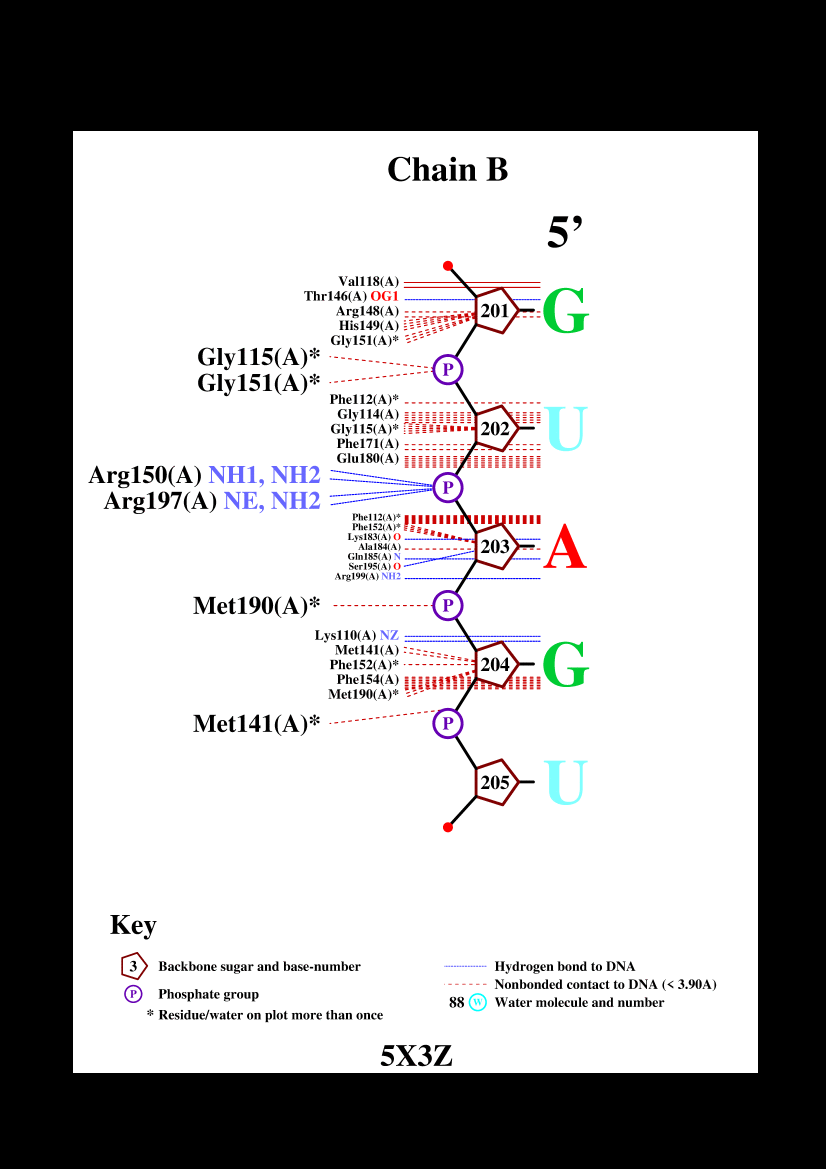 Chain B
5’
Val118(A)
Thr146(A) OG1
Arg148(A)
201
G
His149(A)
Gly151(A)*
Gly115(A)*
P
Gly151(A)*
Phe112(A)*
Gly114(A)
Gly115(A)*
202
U
Phe171(A)
Glu180(A)
Arg150(A) NH1, NH2
P
Arg197(A) NE, NH2
Phe112(A)*
Phe152(A)*
Lys183(A) O
Ala184(A)
203
A
Gln185(A) N
Ser195(A) O
Arg199(A) NH2
Met190(A)*
P
Lys110(A) NZ
Met141(A)
Phe152(A)*
204
G
Phe154(A)
Met190(A)*
Met141(A)*
P
205
U
Key
3 Backbone sugar and base-number
P Phosphate group
* Residue/water on plot more than once
Hydrogen bond to DNA
Nonbonded contact to DNA (< 3.90A)
88 W Water molecule and number
5X3Z